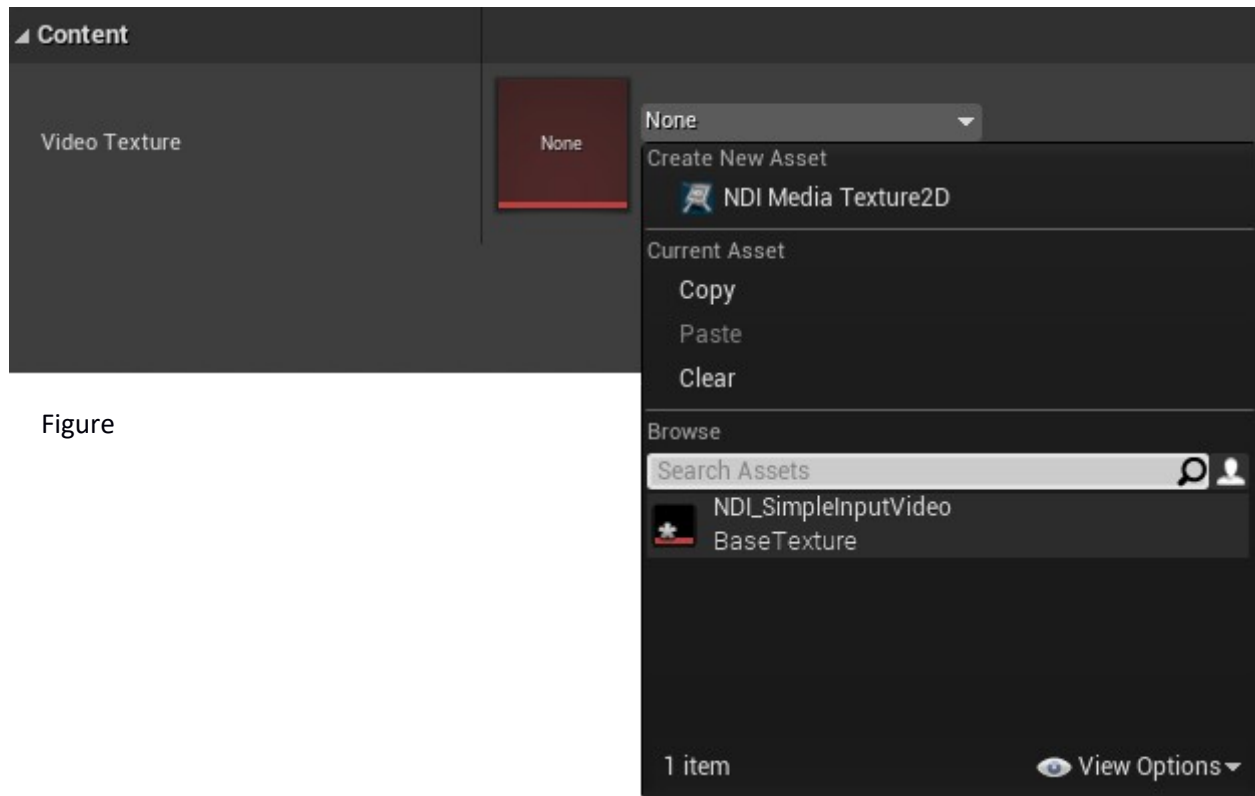 Content
Video Texture
None
None
Create New Asset
NDI Media Texture2D
Current Asset
Copy
Paste
Clear
Browse
Search Assets
NDI_SimpleInputVideo
BaseTexture
1 item
View Options
Figure